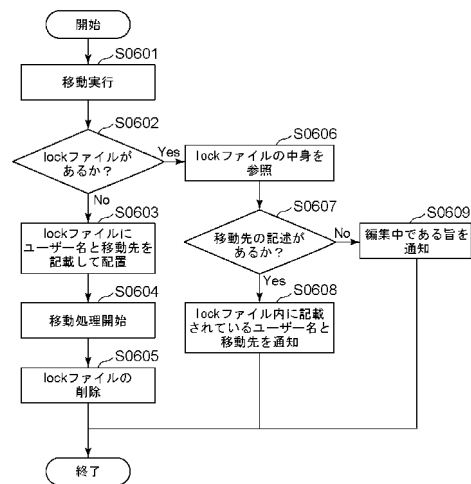 開始
S0601
移動実行
S0602
lockファイルが
あるか？
Yes
No
S0603
lockファイルに
ユーザー名と移動先を
記載して配置
S0604
移動処理開始
S0605
lockファイルの
削除
S0606
lockファイルの中身を
参照
S0607
移動先の記述が
あるか？
No
Yes
S0608
lockファイル内に記載
されているユーザー名と
移動先を通知
S0609
編集中である旨を
通知
終了